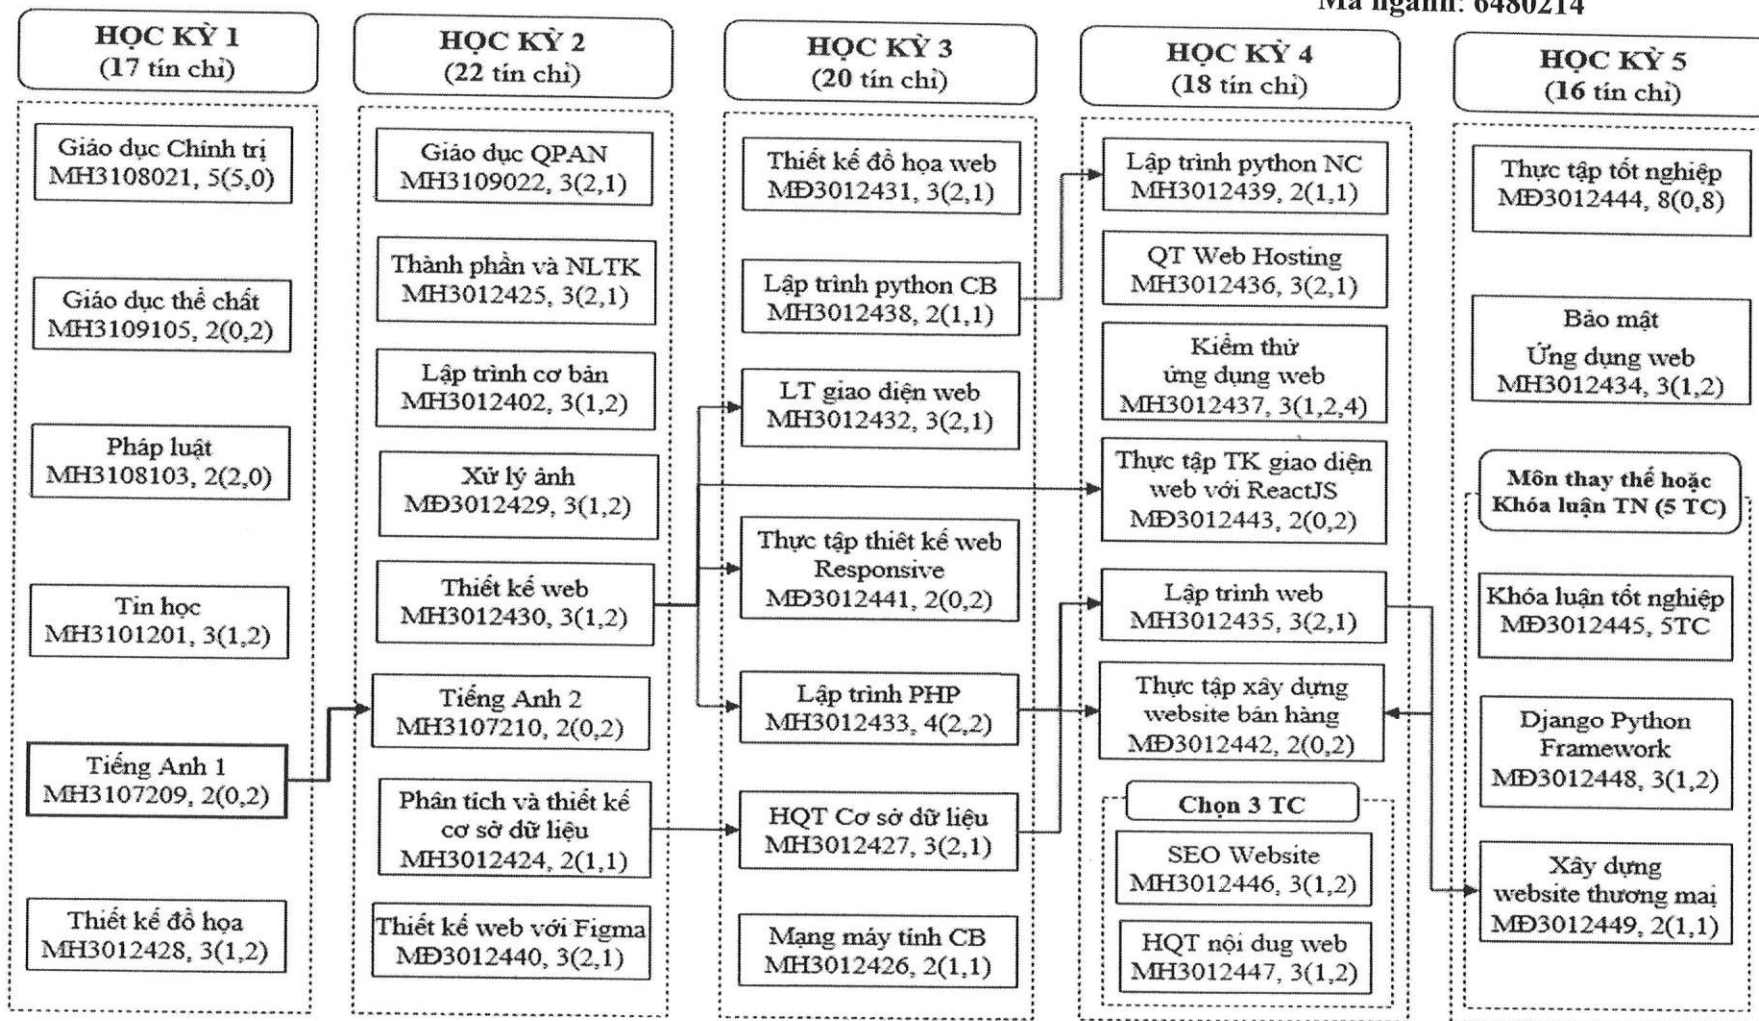 Mã ngành: 6480214
HỌC KỲ 1
(17 tín chỉ)
Giáo dục Chính trị
MH3108021, 5(5,0)
Giáo dục thể chất
MH3109105, 2(0,2)
Pháp luật
MH3108103, 2(2,0)
Tin học
MH3101201, 3(1,2)
Tiếng Anh 1
MH3107209, 2(0,2)
Thiết kế đồ họa
MH3012428, 3(1,2)
HỌC KỲ 2
(22 tín chỉ)
Giáo dục QPAN
MH3109022, 3(2,1)
Thành phần và NLTK
MH3012425, 3(2,1)
Lập trình cơ bản
MH3012402, 3(1,2)
Xử lý ảnh
MĐ3012429, 3(1,2)
Thiết kế web
MH3012430, 3(1,2)
Tiếng Anh 2
MH3107210, 2(0,2)
Phân tích và thiết kế
cơ sở dữ liệu
MH3012424, 2(1,1)
Thiết kế web với Figma
MĐ3012440, 3(2,1)
HỌC KỲ 3
(20 tín chỉ)
Thiết kế đồ họa web
MĐ3012431, 3(2,1)
Lập trình python CB
MH3012438, 2(1,1)
LT giao diện web
MH3012432, 3(2,1)
Thực tập thiêt kế web
Responsive
MĐ3012441, 2(0,2)
Lập trình PHP
MH3012433, 4(2,2)
HQT Cơ sở dữ liệu
MH3012427, 3(2,1)
Mạng máy tính CB
MH3012426, 2(1,1)
HỌC KỲ 4
(18 tín chỉ)
Lập trình python NC
MH3012439, 2(1,1)
QT Web Hosting
MH3012436, 3(2,1)
Kiểm thử
ứng dụng web
MH3012437, 3(1,2,4)
Thực tập TK giao diện
web với ReactJS
MĐ3012443, 2(0,2)
Lập trình web
MH3012435, 3(2,1)
Thực tập xây dựng
website bán hàng
MĐ3012442, 2(0,2)
Chọn 3 TC
SEO Website
MH3012446, 3(1,2)
HQT nội dug web
MH3012447, 3(1,2)
HỌC KỲ 5
(16 tín chỉ)
Thực tập tốt nghiệp
MĐ3012444, 8(0,8)
Bảo mật
Ứng dụng web
MH3012434, 3(1,2)
Môn thay thế hoặc
Khóa luận TN (5 TC)
Khóa luận tốt nghiệp
MĐ3012445, 5TC
Django Python
Framework
MĐ3012448, 3(1,2)
Xây dựng
website thương mại
MĐ3012449, 2(1,1)